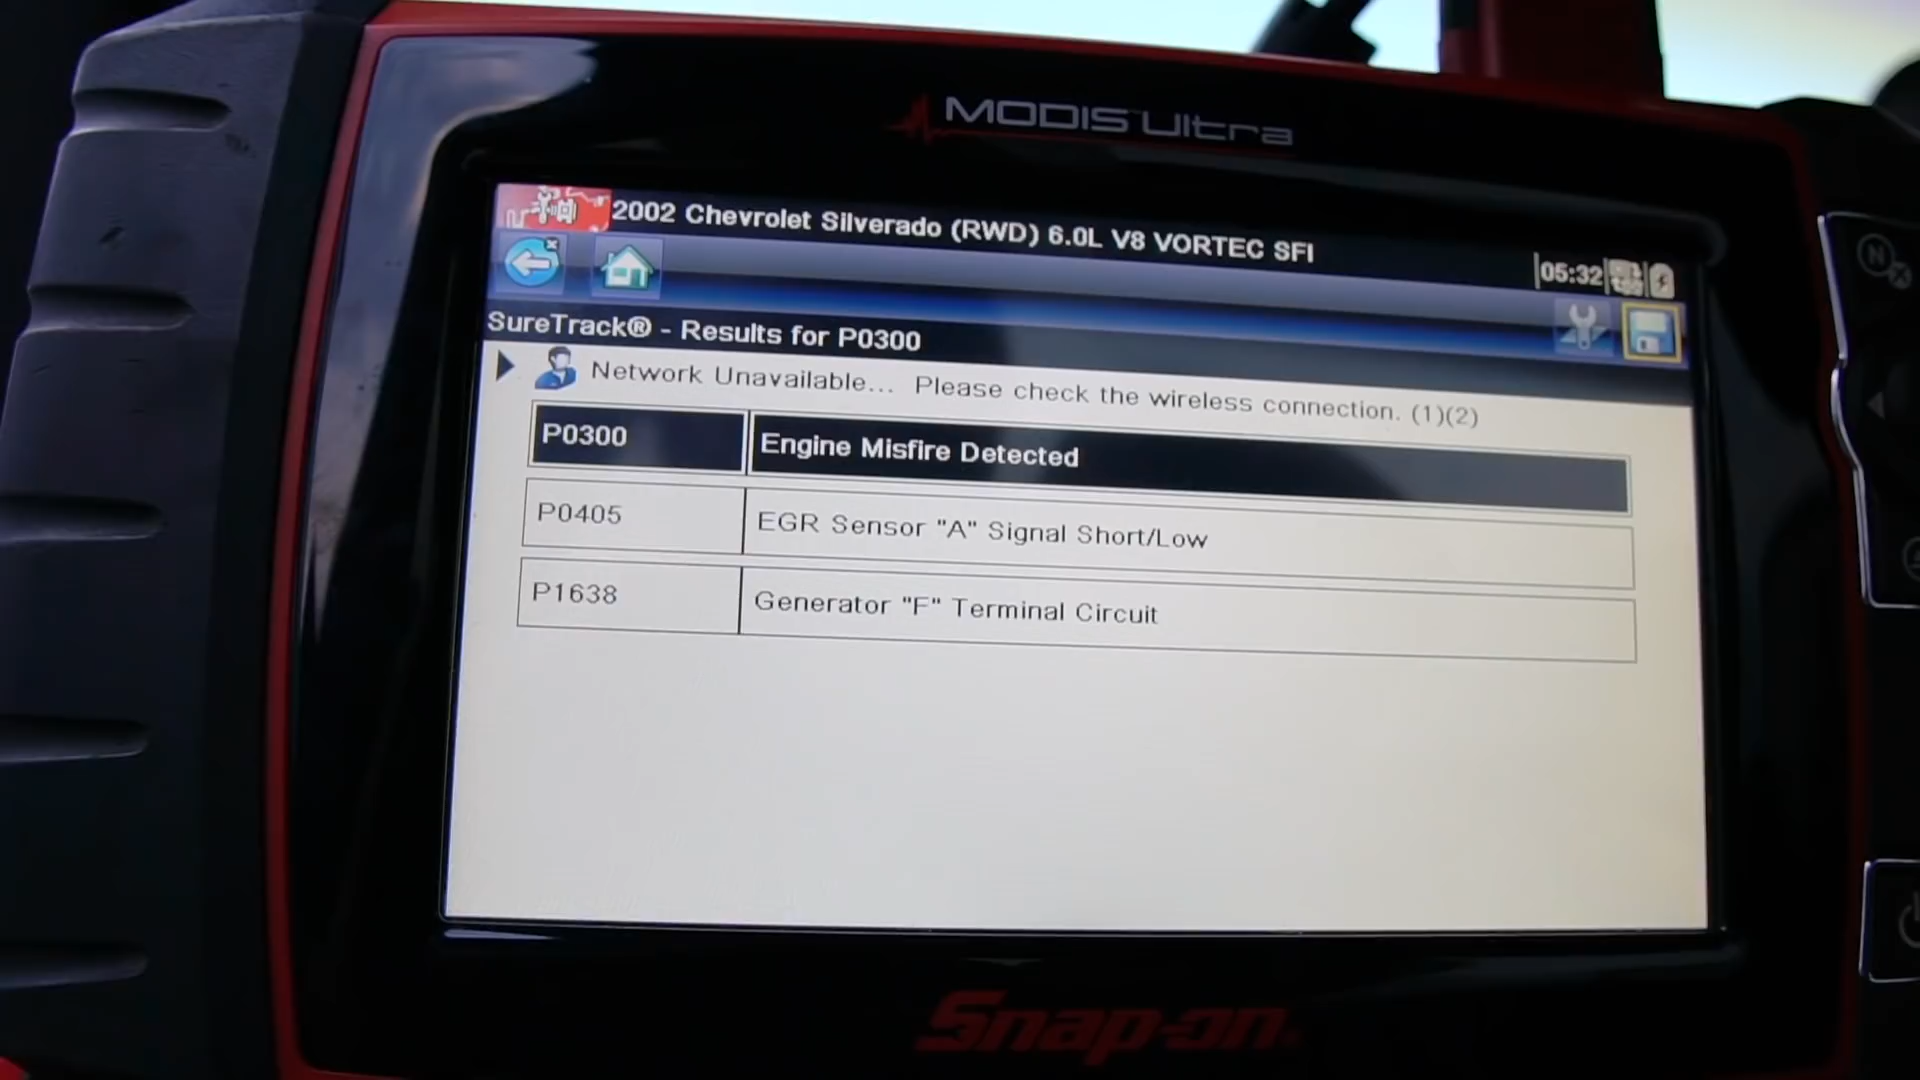 MODIS Ultra
2002 Chevrolet Silverado (RWD) 6.0L V8 VORTEC SFI
05:32
SureTrack® - Results for P0300
Network Unavailable... Please check the wireless connection. (1)(2)
P0300 Engine Misfire Detected
P0405 EGR Sensor "A" Signal Short/Low
P1638 Generator "F" Terminal Circuit
Snap-on
N